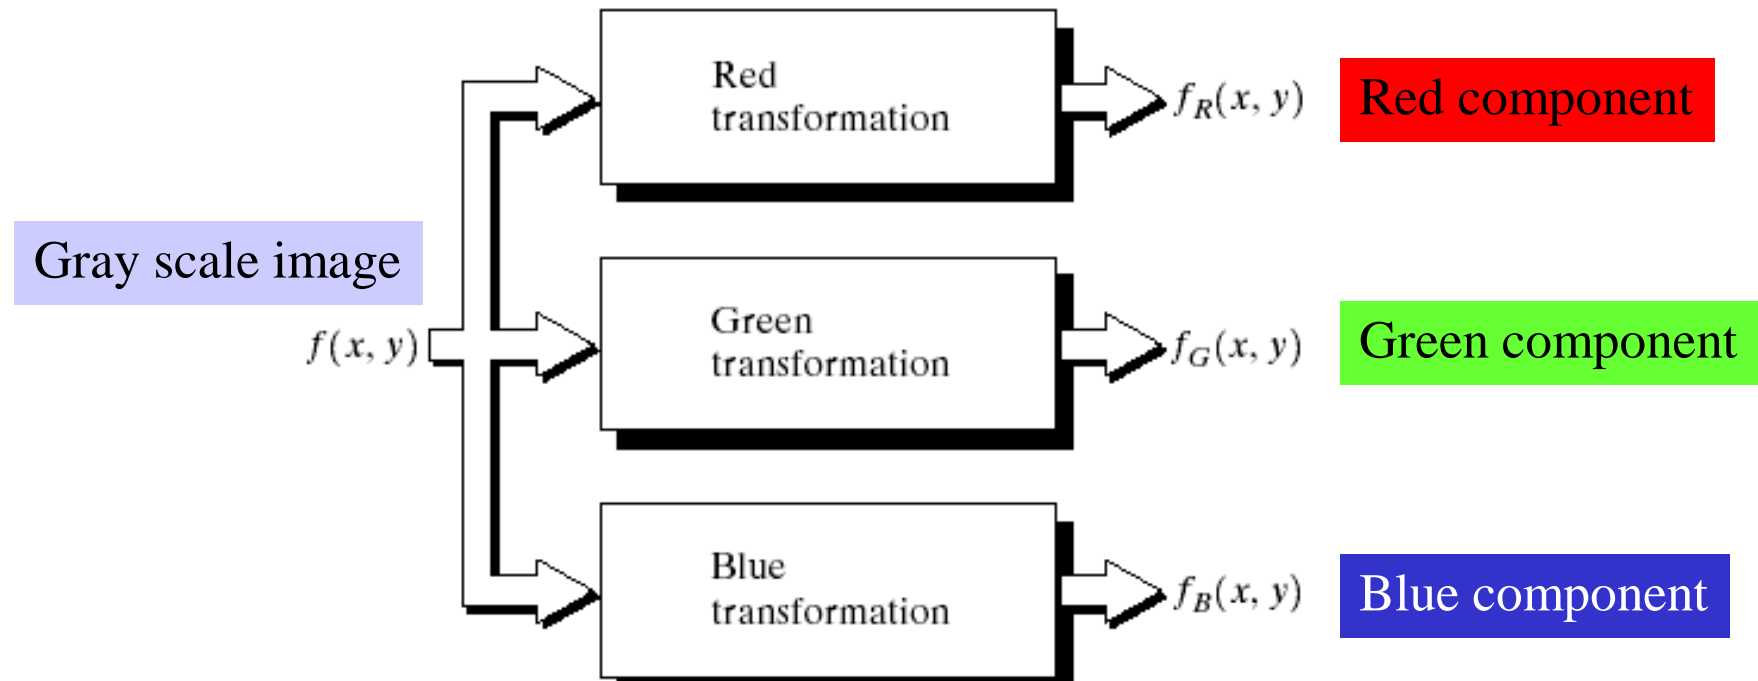 Red
transformation
f_R(x, y)
Red component
Gray scale image
f(x, y)
Green
transformation
f_G(x, y)
Green component
Blue
transformation
f_B(x, y)
Blue component